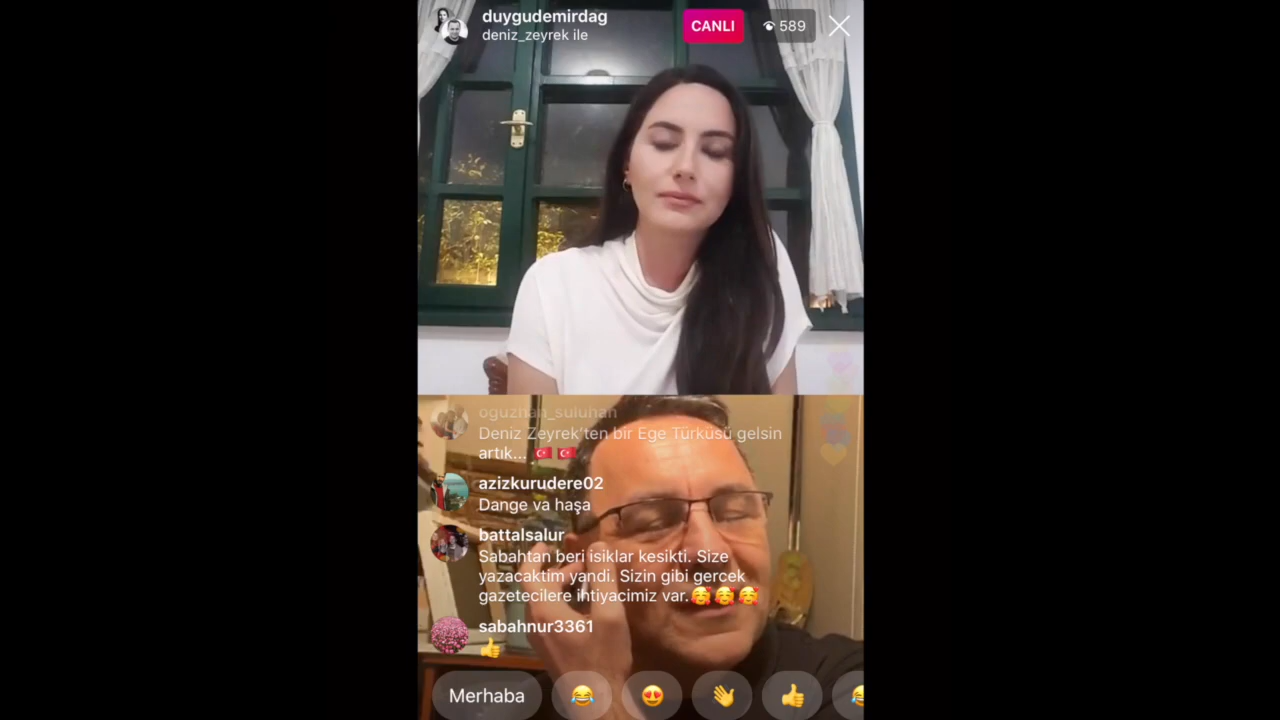 duygudemirdag
deniz_zeyrek ile
CANLI
589
oguzhan_sulunan
Deniz Zeyrek'ten bir Ege Türküsü gelsin
artık... 🇹🇷 🇹🇷
azizkurudere02
Dange va haşa
battalsalur
Sabahtan beri isiklar kesikti. Size
yazacaktim yandi. Sizin gibi gercek
gazetecilere ihtiyacimiz var.🥰🥰🥰
sabahnur3361
👍
Merhaba 😂 😍 👋 👍 😂